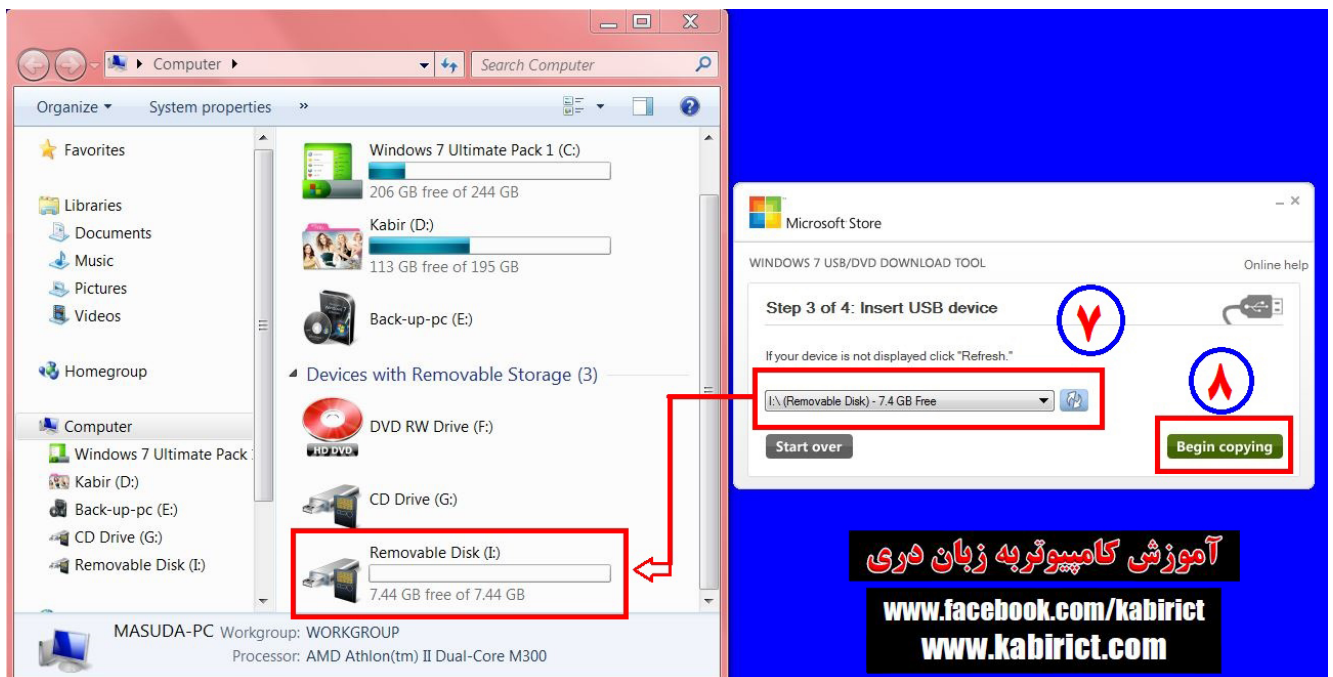 Computer
Search Computer
Organize
System properties
»
Favorites
Libraries
Documents
Music
Pictures
Videos
Homegroup
Computer
Windows 7 Ultimate Pack
Kabir (D:)
Back-up-pc (E:)
CD Drive (G:)
Removable Disk (I:)
Windows 7 Ultimate Pack 1 (C:)
206 GB free of 244 GB
Kabir (D:)
113 GB free of 195 GB
Back-up-pc (E:)
Devices with Removable Storage (3)
DVD RW Drive (F:)
HD DVD
CD Drive (G:)
Removable Disk (I:)
7.44 GB free of 7.44 GB
MASUDA-PC Workgroup: WORKGROUP
Processor: AMD Athlon(tm) II Dual-Core M300
Microsoft Store
WINDOWS 7 USB/DVD DOWNLOAD TOOL
Online help
Step 3 of 4: Insert USB device
۷
If your device is not displayed click "Refresh."
۸
I:\ (Removable Disk) - 7.4 GB Free
Start over
Begin copying
آموزش کامپیوتربه زبان دری
www.facebook.com/kabirict
www.kabirict.com